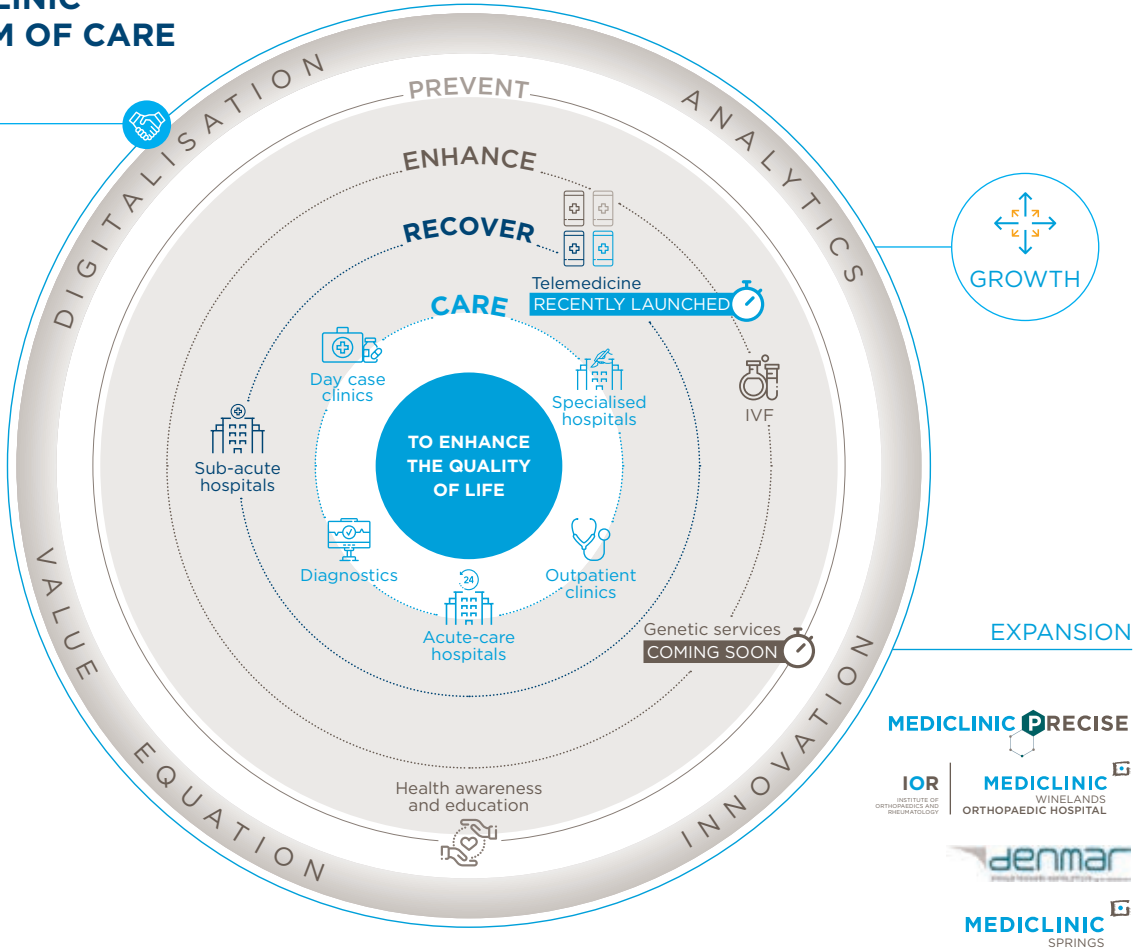 LINIC
M OF CARE
DIGITALISATION
ANALYTICS
PREVENT
ENHANCE
RECOVER
CARE
Telemedicine
RECENTLY LAUNCHED
GROWTH
Day case
clinics
Specialised
hospitals
IVF
Sub-acute
hospitals
TO ENHANCE
THE QUALITY
OF LIFE
Diagnostics
24
Acute-care
hospitals
Outpatient
clinics
Genetic services
COMING SOON
VALUE EQUATION
INNOVATION
Health awareness
and education
EXPANSION
MEDICLINIC PRECISE
IOR
INSTITUTE OF
ORTHOPAEDICS AND
RHEUMATOLOGY
MEDICLINIC
WINELANDS
ORTHOPAEDIC HOSPITAL
denmar
MEDICLINIC
SPRINGS